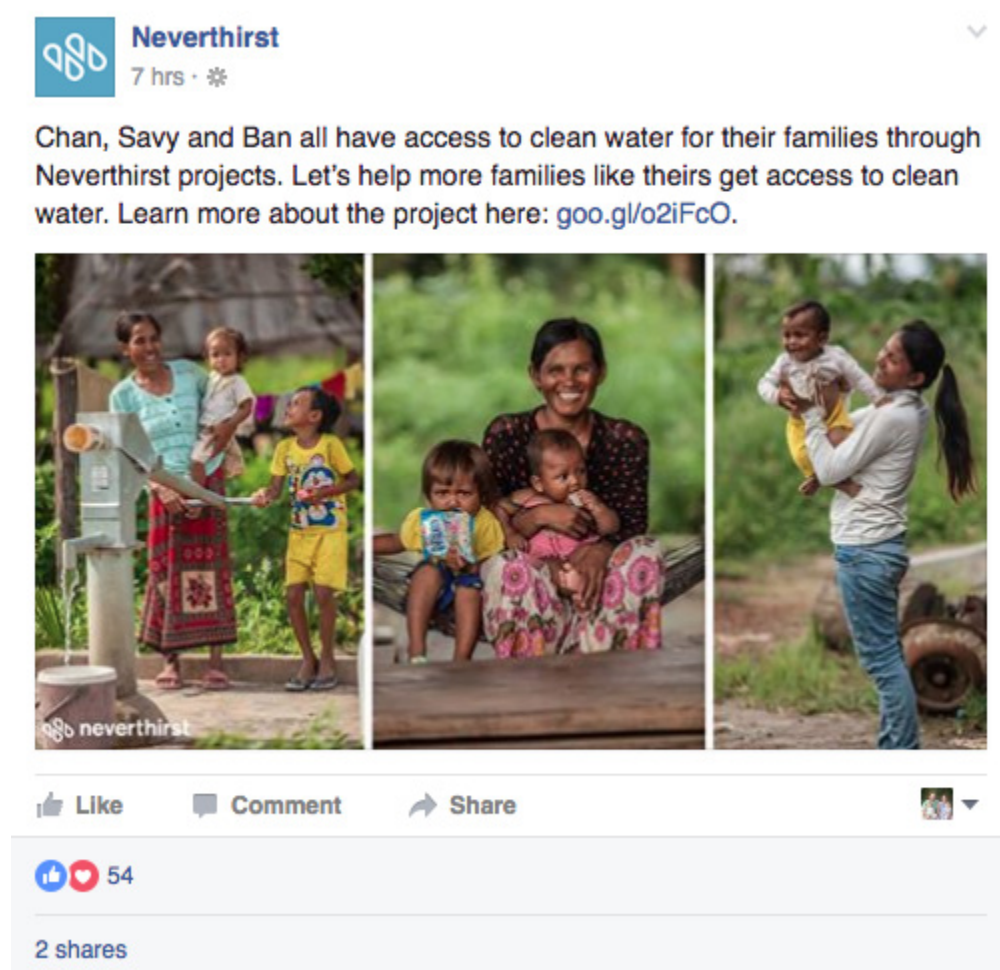 Neverthirst
7 hrs ·
Chan, Savy and Ban all have access to clean water for their families through
Neverthirst projects. Let's help more families like theirs get access to clean
water. Learn more about the project here: goo.gl/o2iFcO.
neverthirst
Like Comment Share
54
2 shares